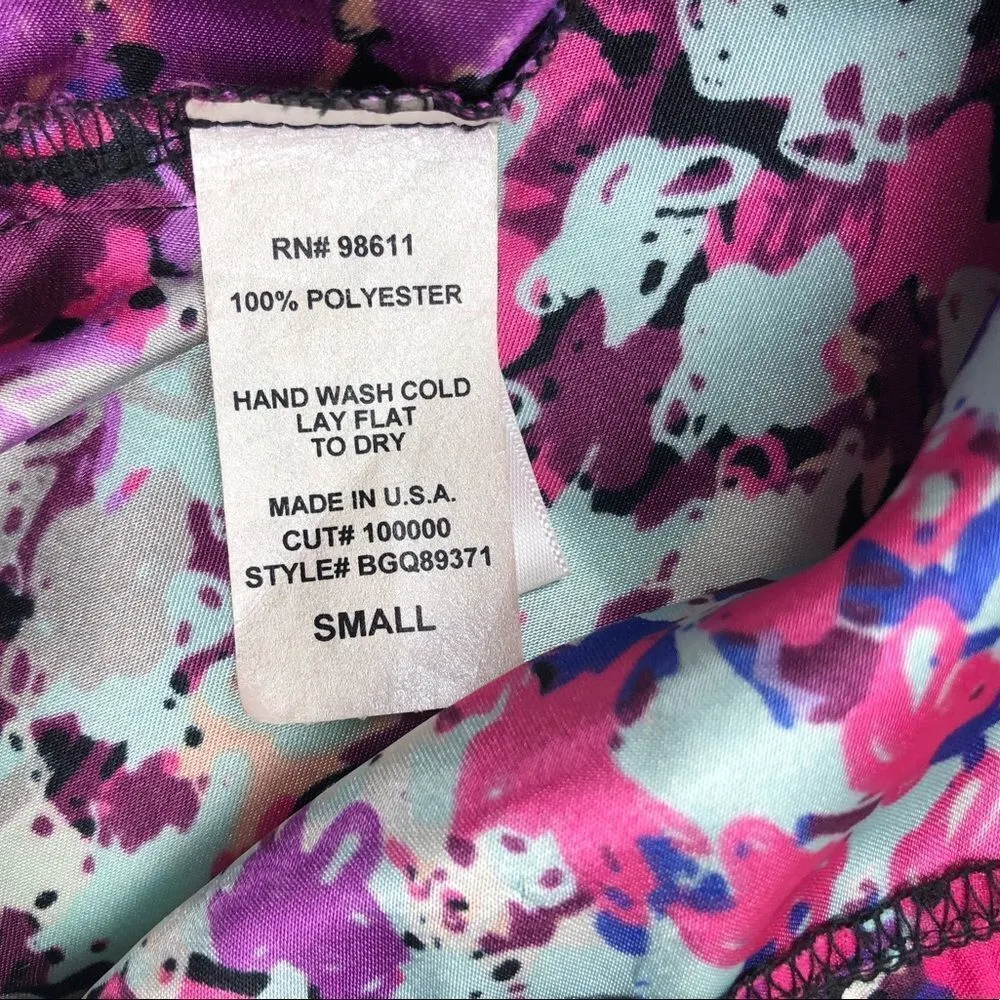 RN# 98611
100% POLYESTER
HAND WASH COLD
LAY FLAT
TO DRY
MADE IN U.S.A.
CUT# 100000
STYLE# BGQ89371
SMALL